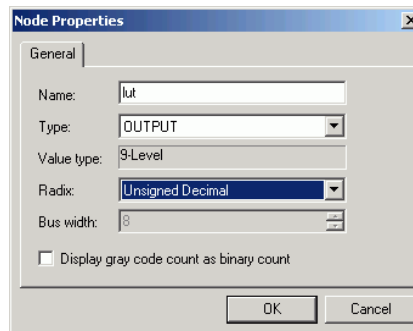 Node Properties
General
Name: lut
Type: OUTPUT
Value type: 9-Level
Radix: Unsigned Decimal
Bus width: 8
Display gray code count as binary count
OK Cancel